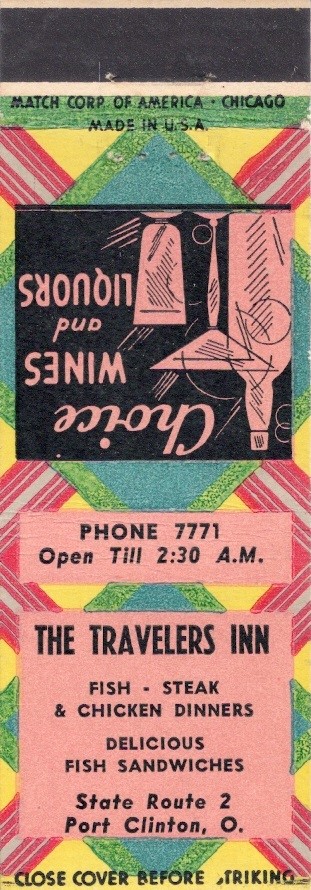 MATCH CORP. OF AMERICA · CHICAGO
MADE IN U.S.A.
Choice
WINES
and
LIQUORS
PHONE 7771
Open Till 2:30 A.M.
THE TRAVELERS INN
FISH - STEAK
& CHICKEN DINNERS
DELICIOUS
FISH SANDWICHES
State Route 2
Port Clinton, O.
CLOSE COVER BEFORE STRIKING